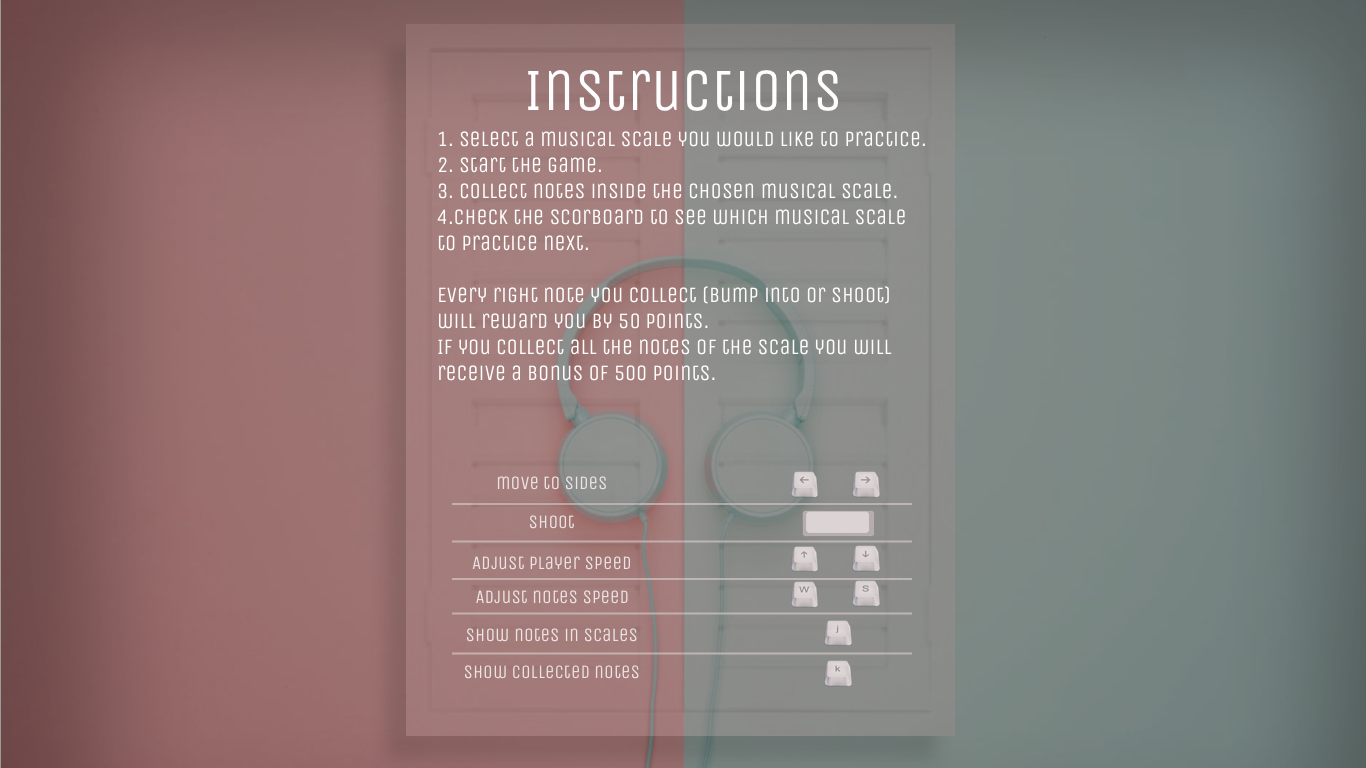 Instructions
1. Select a musical scale you would like to practice.
2. Start the game.
3. Collect notes inside the chosen musical scale.
4.Check the scorboard to see which musical scale
to practice next.
Every right note you collect (bump into or shoot)
will reward you by 50 points.
If you collect all the notes of the scale you will
receive a bonus of 500 points.
move to sides ← →
shoot
Adjust player speed ↑ ↓
Adjust notes speed W S
Show notes in scales j
Show collected notes k